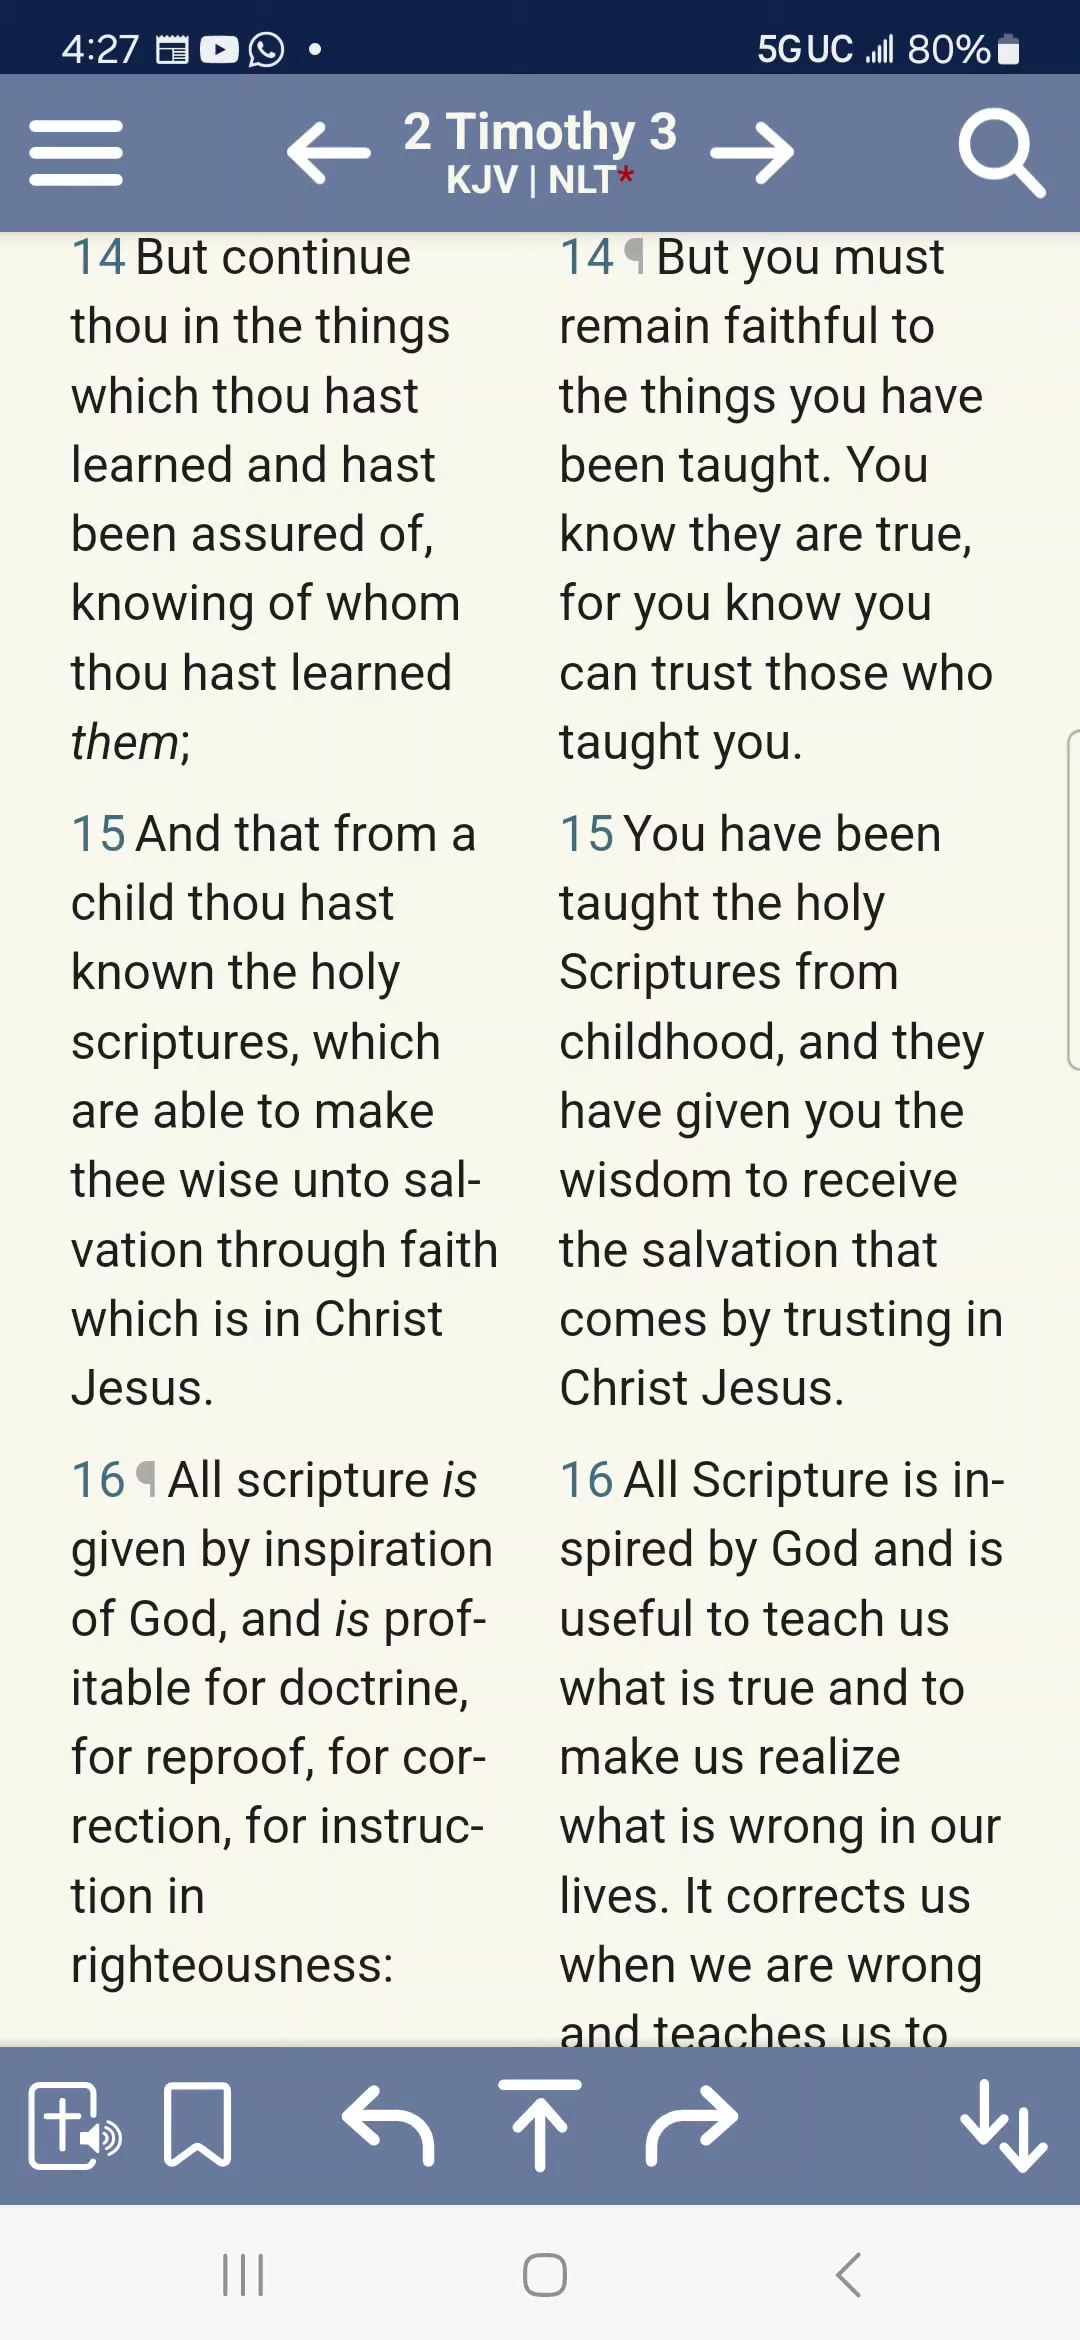 4:27
5G UC 80%
2 Timothy 3
KJV | NLT*
14 But continue
thou in the things
which thou hast
learned and hast
been assured of,
knowing of whom
thou hast learned
them;
15 And that from a
child thou hast
known the holy
scriptures, which
are able to make
thee wise unto sal-
vation through faith
which is in Christ
Jesus.
16 ¶ All scripture is
given by inspiration
of God, and is prof-
itable for doctrine,
for reproof, for cor-
rection, for instruc-
tion in
righteousness:
14 ¶ But you must
remain faithful to
the things you have
been taught. You
know they are true,
for you know you
can trust those who
taught you.
15 You have been
taught the holy
Scriptures from
childhood, and they
have given you the
wisdom to receive
the salvation that
comes by trusting in
Christ Jesus.
16 All Scripture is in-
spired by God and is
useful to teach us
what is true and to
make us realize
what is wrong in our
lives. It corrects us
when we are wrong
and teaches us to